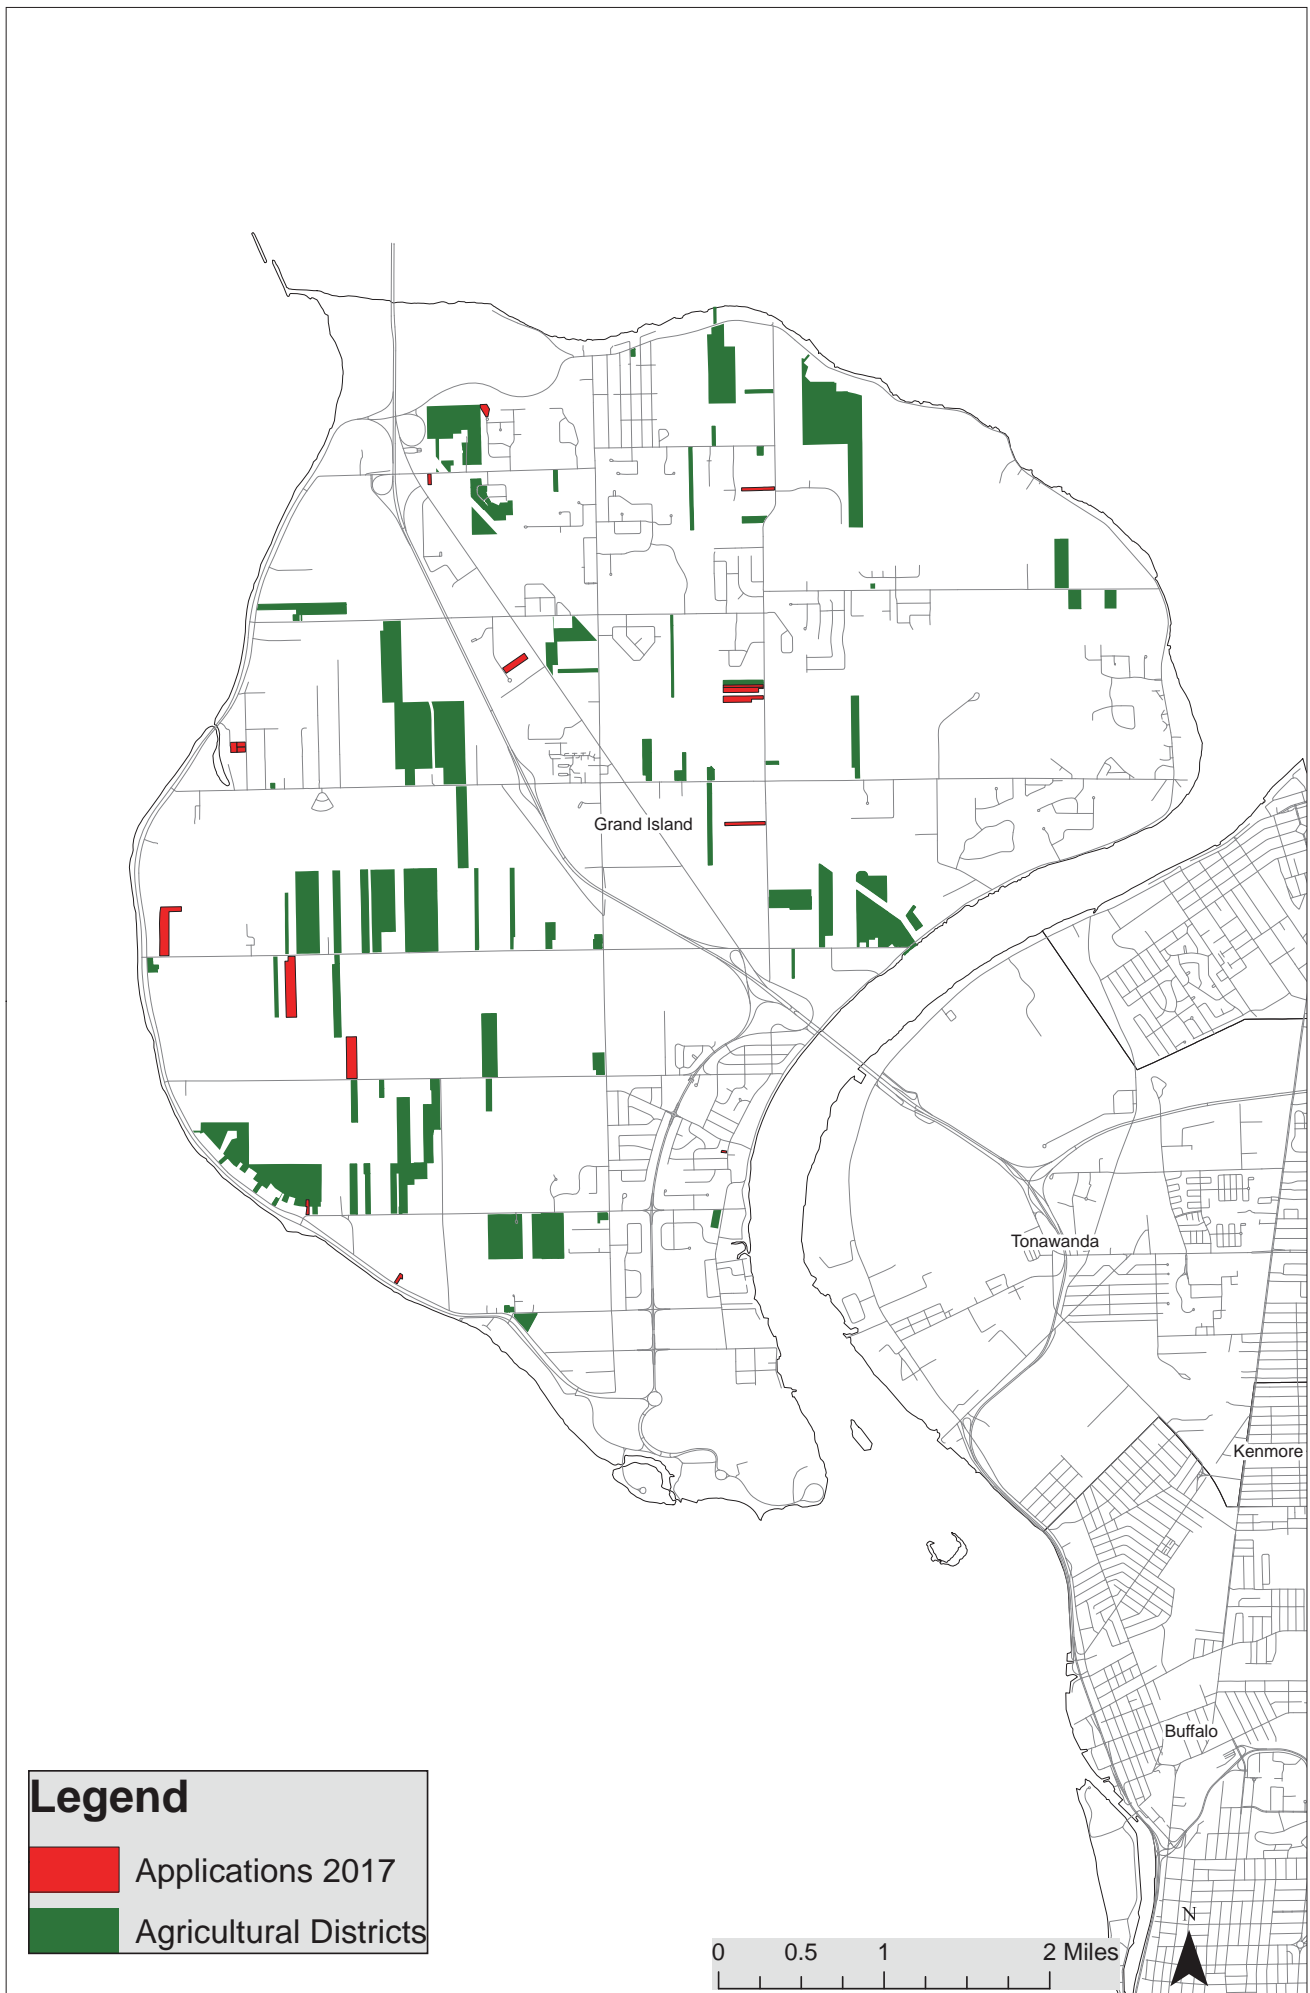 Grand Island
Tonawanda
Kenmore
Buffalo
Legend
Applications 2017
Agricultural Districts
0 0.5 1 2 Miles
N